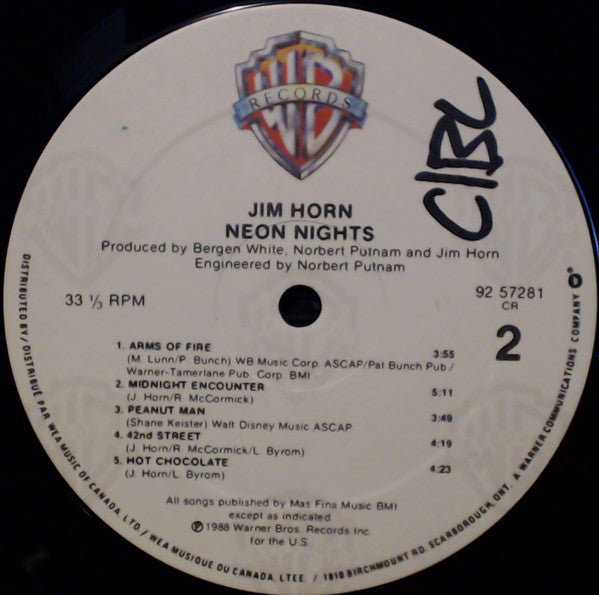 WB
RECORDS
CIBL
JIM HORN
NEON NIGHTS
Produced by Bergen White, Norbert Putnam and Jim Horn
Engineered by Norbert Putnam
33 ⅓ RPM
92 57281
CR
2
1. ARMS OF FIRE
(M. Lunn/P. Bunch) WB Music Corp. ASCAP/Pat Bunch Pub./ 3:55
Warner-Tamerlane Pub. Corp. BMI
2. MIDNIGHT ENCOUNTER 5:11
(J. Horn/R. McCormick)
3. PEANUT MAN 3:49
(Shane Keister) Walt Disney Music ASCAP
4. 42nd STREET 4:19
(J. Horn/R. McCormick/L. Byrom)
5. HOT CHOCOLATE 4:23
(J. Horn/L. Byrom)
All songs published by Mas Fina Music BMI
except as indicated.
℗ 1988 Warner Bros. Records Inc.
for the U.S.
DISTRIBUTED BY / DISTRIBUÉ PAR WEA MUSIC OF CANADA, LTD./ WEA MUSIQUE DU CANADA, LTEE. / 1810 BIRCHMOUNT RD. SCARBOROUGH, ONT. A WARNER COMMUNICATIONS COMPANY